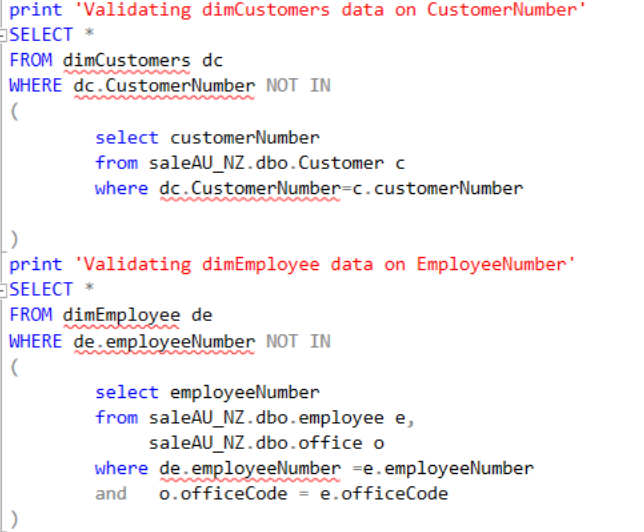 print 'Validating dimCustomers data on CustomerNumber'
SELECT *
FROM dimCustomers dc
WHERE dc.CustomerNumber NOT IN
(
select customerNumber
from saleAU_NZ.dbo.Customer c
where dc.CustomerNumber=c.customerNumber
)
print 'Validating dimEmployee data on EmployeeNumber'
SELECT *
FROM dimEmployee de
WHERE de.employeeNumber NOT IN
(
select employeeNumber
from saleAU_NZ.dbo.employee e,
saleAU_NZ.dbo.office o
where de.employeeNumber =e.employeeNumber
and o.officeCode = e.officeCode
)